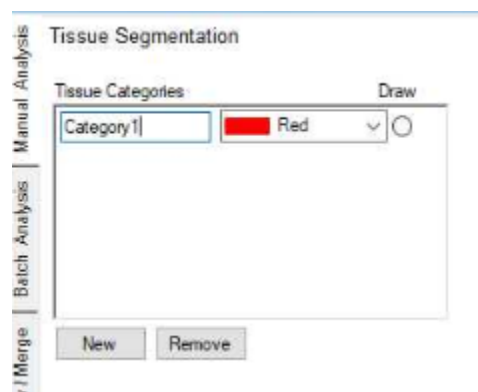 Tissue Segmentation
Tissue Categories Draw
Category1 Red
New Remove
Manual Analysis
Batch Analysis
/ Merge